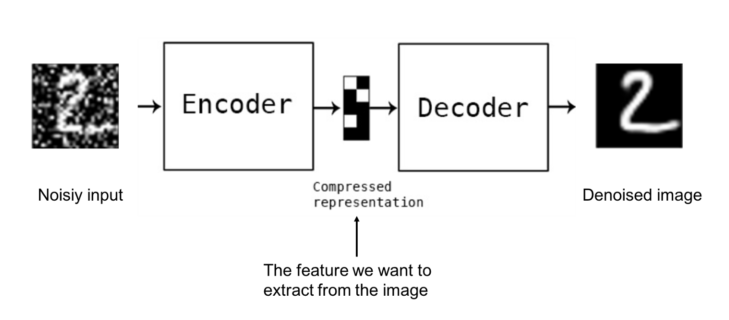 Encoder
Decoder
Noisiy input
Compressed
representation
Denoised image
The feature we want to
extract from the image